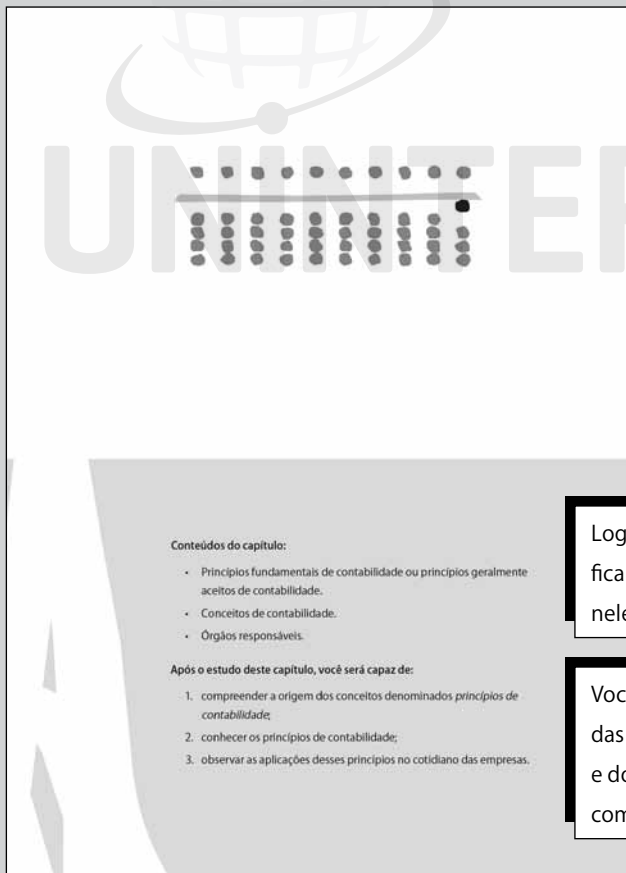 UNINTER
Conteúdos do capítulo:
• Princípios fundamentais de contabilidade ou princípios geralmente
aceitos de contabilidade.
• Conceitos de contabilidade.
• Órgãos responsáveis.
Após o estudo deste capítulo, você será capaz de:
1. compreender a origem dos conceitos denominados princípios de
contabilidade;
2. conhecer os princípios de contabilidade;
3. observar as aplicações desses princípios no cotidiano das empresas.
Log
fica
nele
Voc
das
e do
com